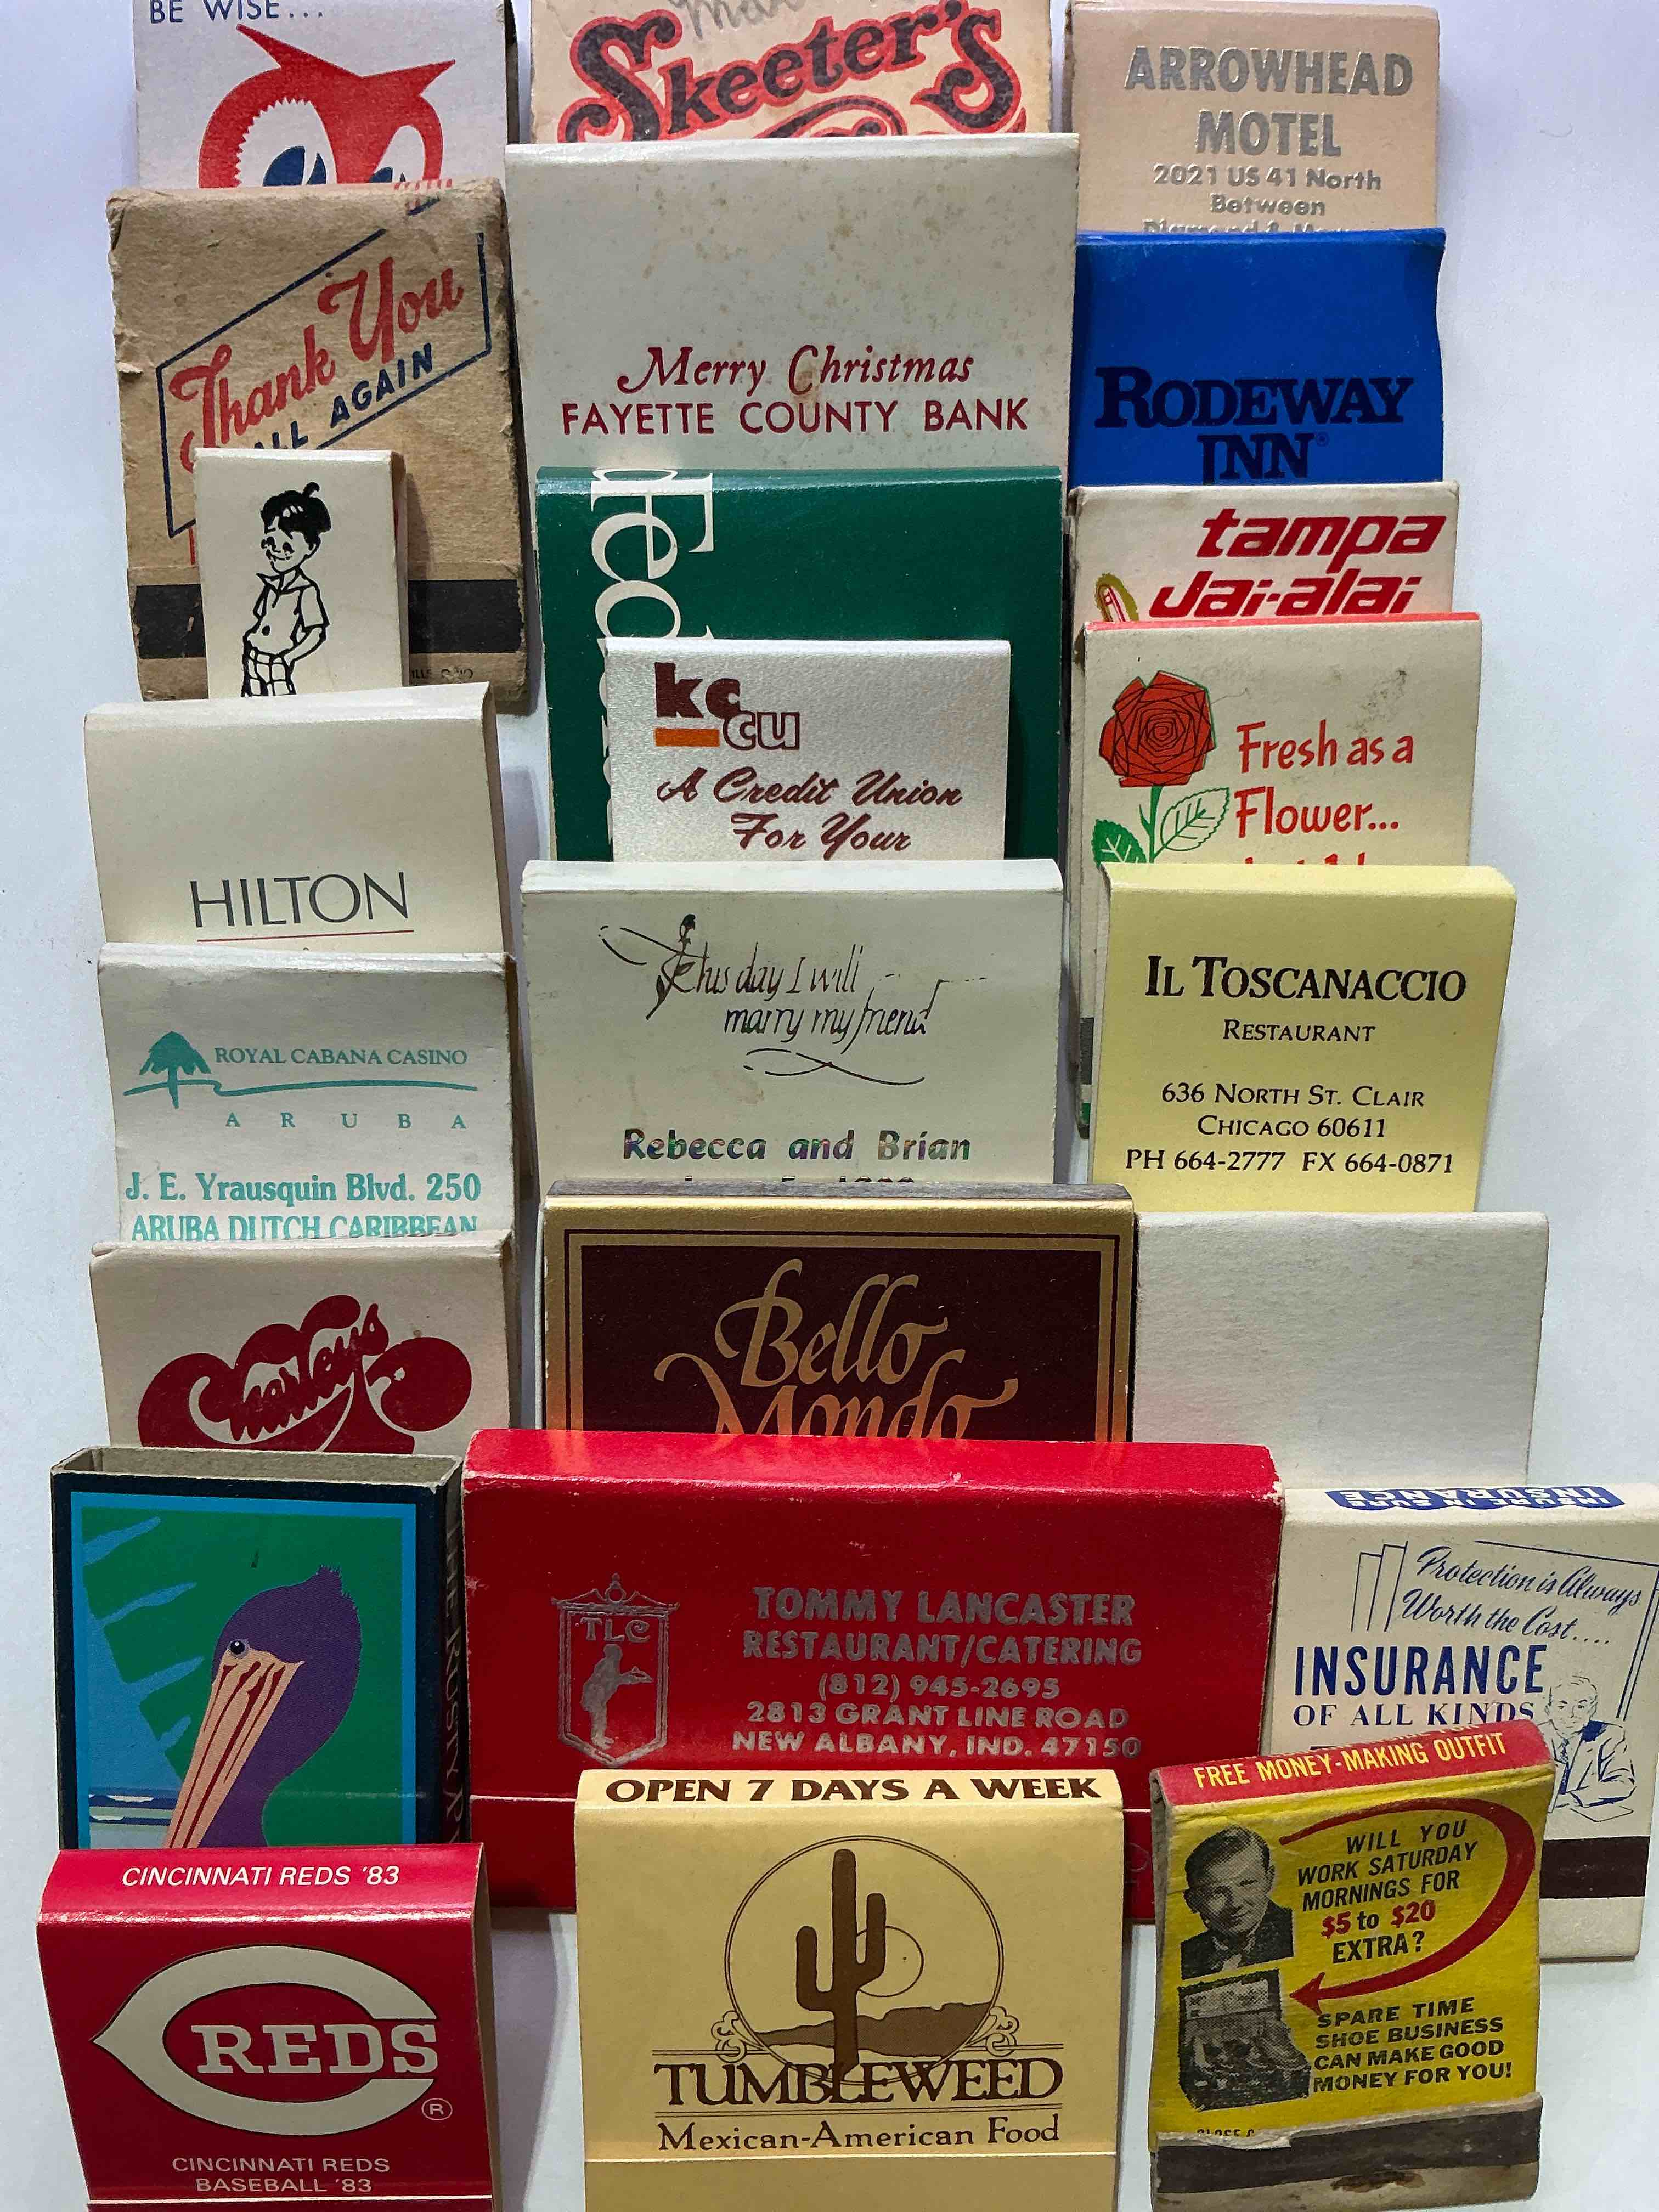 BE WISE...
Skeeter's
ARROWHEAD
MOTEL
2021 US 41 North
Between
Thank You
AGAIN
Merry Christmas
FAYETTE COUNTY BANK
RODEWAY
INN®
tampa
Jai-alai
kc
cu
A Credit Union
For Your
Fresh as a
Flower...
HILTON
This day I will
marry my friend
Rebecca and Brian
IL TOSCANACCIO
RESTAURANT
636 NORTH ST. CLAIR
CHICAGO 60611
PH 664-2777 FX 664-0871
ROYAL CABANA CASINO
ARUBA
J. E. Yrausquin Blvd. 250
ARUBA DUTCH CARIBBEAN
Charley's
Bello
Mondo
TLC
TOMMY LANCASTER
RESTAURANT/CATERING
(812) 945-2695
2813 GRANT LINE ROAD
NEW ALBANY, IND. 47150
INSURANCE
Protection is Always
Worth the Cost....
INSURANCE
OF ALL KINDS
CINCINNATI REDS '83
REDS
®
CINCINNATI REDS
BASEBALL '83
OPEN 7 DAYS A WEEK
TUMBLEWEED
Mexican-American Food
FREE MONEY-MAKING OUTFIT
WILL YOU
WORK SATURDAY
MORNINGS FOR
$5 to $20
EXTRA?
SPARE TIME
SHOE BUSINESS
CAN MAKE GOOD
MONEY FOR YOU!